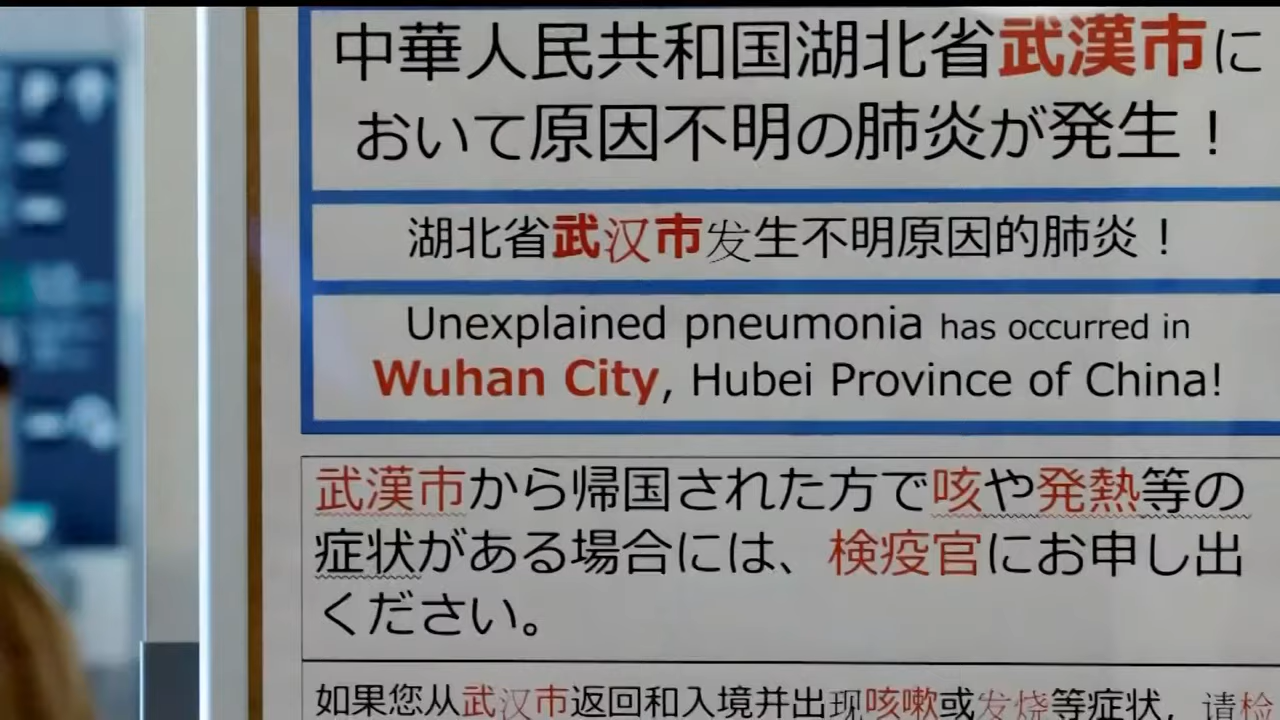 中華人民共和国湖北省武漢市に
おいて原因不明の肺炎が発生！
湖北省武汉市发生不明原因的肺炎！
Unexplained pneumonia has occurred in
Wuhan City, Hubei Province of China!
武漢市から帰国された方で咳や発熱等の
症状がある場合には、検疫官にお申し出
ください。
如果您从武汉市返回和入境并出现咳嗽或发烧等症状，请检